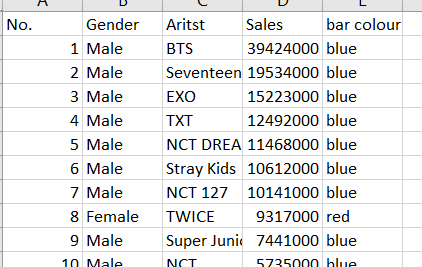 A B C D E
No. Gender Aritst Sales bar colour
1 Male BTS 39424000 blue
2 Male Seventeen 19534000 blue
3 Male EXO 15223000 blue
4 Male TXT 12492000 blue
5 Male NCT DREA 11468000 blue
6 Male Stray Kids 10612000 blue
7 Male NCT 127 10141000 blue
8 Female TWICE 9317000 red
9 Male Super Junio 7441000 blue
10 Male NCT 5735000 blue